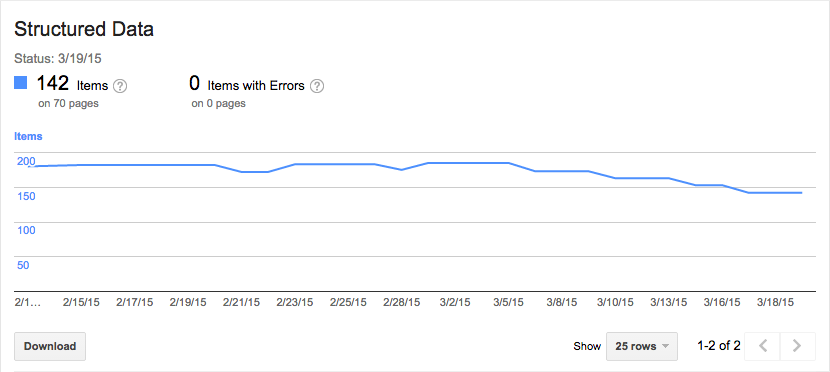 Structured Data
Status: 3/19/15
142 Items ?
on 70 pages
0 Items with Errors ?
on 0 pages
Items
200
150
100
50
2/1… 2/15/15 2/17/15 2/19/15 2/21/15 2/23/15 2/25/15 2/28/15 3/2/15 3/5/15 3/8/15 3/10/15 3/13/15 3/16/15 3/18/15
Download Show 25 rows 1-2 of 2